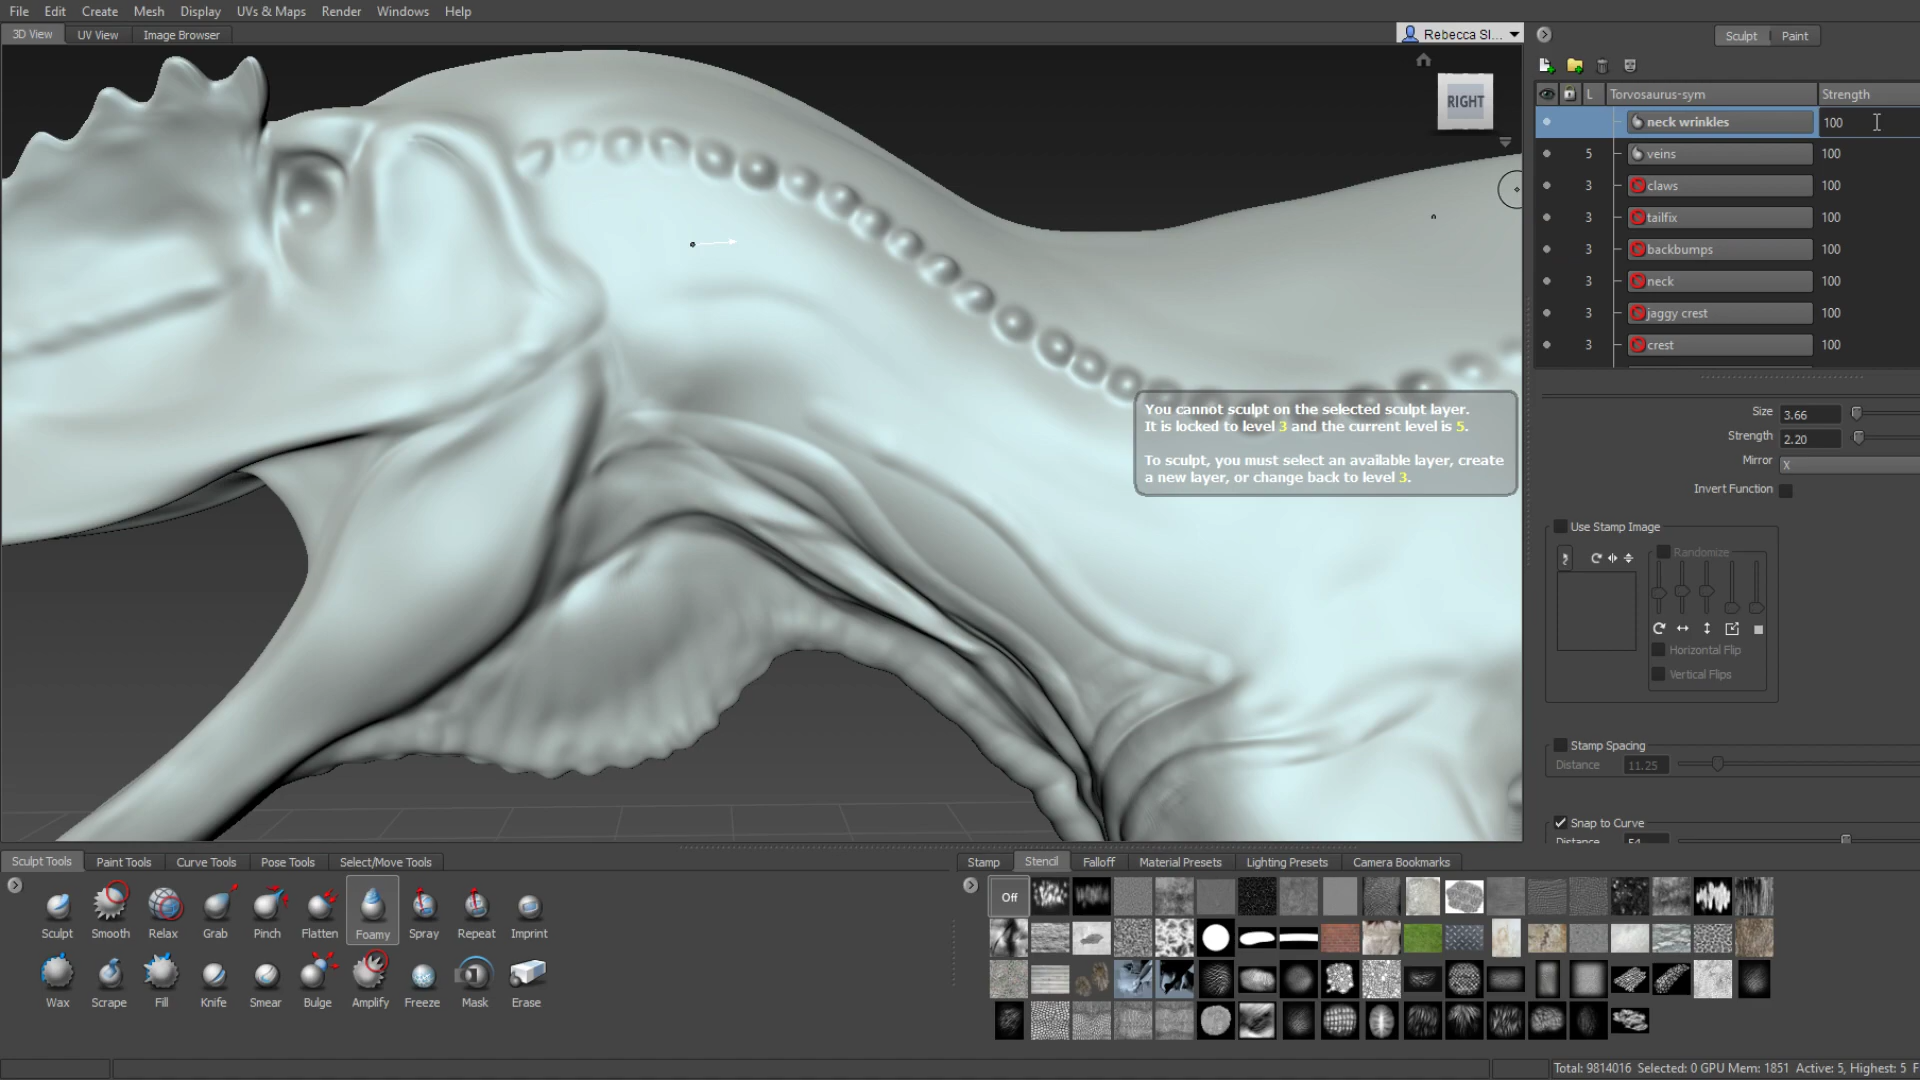 File Edit Create Mesh Display UVs & Maps Render Windows Help
3D View UV View Image Browser
Rebecca Sl...
Sculpt Paint
RIGHT
L Torvosaurus-sym Strength
neck wrinkles 100
5 veins 100
3 claws 100
3 tailfix 100
3 backbumps 100
3 neck 100
3 jaggy crest 100
3 crest 100
You cannot sculpt on the selected sculpt layer.
It is locked to level 3 and the current level is 5.
To sculpt, you must select an available layer, create
a new layer, or change back to level 3.
Size 3.66
Strength 2.20
Mirror X
Invert Function
Use Stamp Image
Randomize
Horizontal Flip
Vertical Flips
Stamp Spacing
Distance 11.25
Snap to Curve
Distance 54
Sculpt Tools Paint Tools Curve Tools Pose Tools Select/Move Tools
Sculpt Smooth Relax Grab Pinch Flatten Foamy Spray Repeat Imprint
Wax Scrape Fill Knife Smear Bulge Amplify Freeze Mask Erase
Stamp Stencil Falloff Material Presets Lighting Presets Camera Bookmarks
Off
Total: 9814016 Selected: 0 GPU Mem: 1851 Active: 5, Highest: 5 F